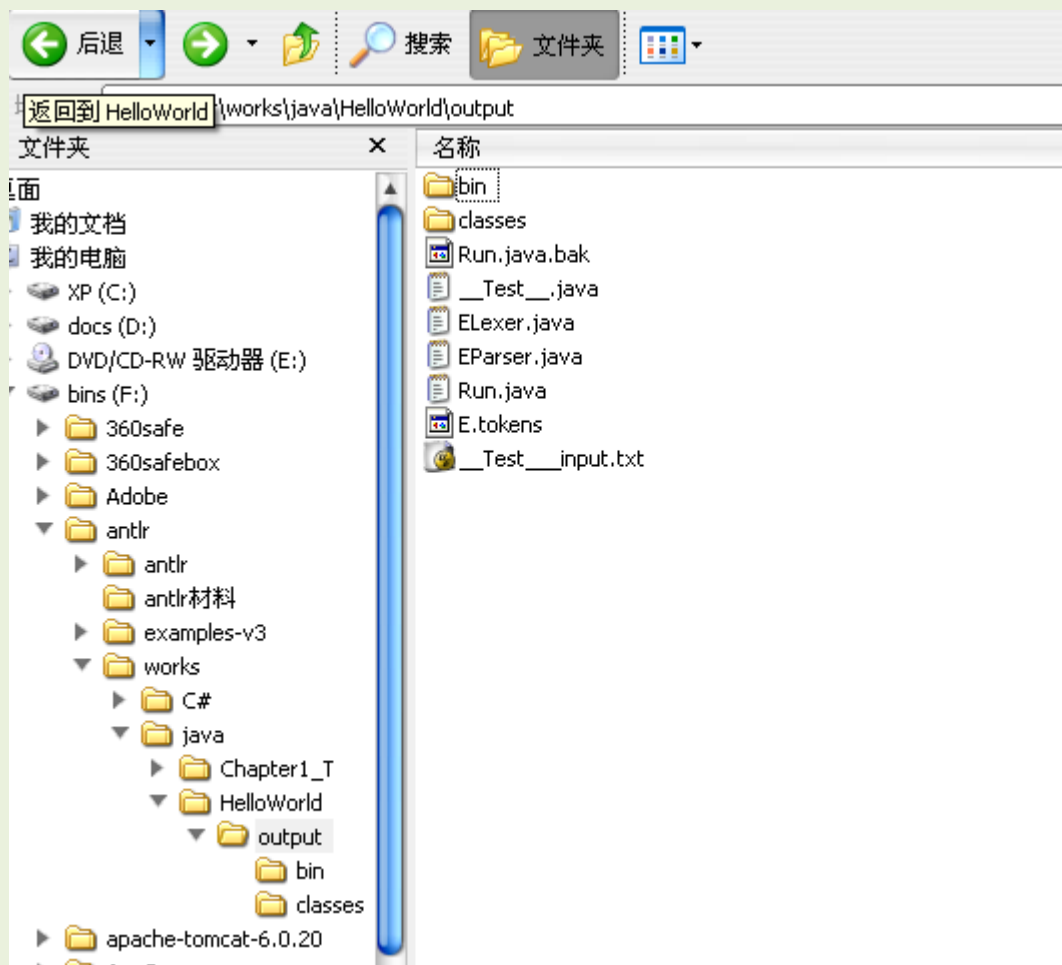 后退 搜索 文件夹
返回到 HelloWorld \works\java\HelloWorld\output
文件夹 名称
桌面
我的文档
我的电脑
XP (C:)
docs (D:)
DVD/CD-RW 驱动器 (E:)
bins (F:)
360safe
360safebox
Adobe
antlr
antlr
antlr材料
examples-v3
works
C#
java
Chapter1_T
HelloWorld
output
bin
classes
apache-tomcat-6.0.20
bin
classes
Run.java.bak
__Test__.java
ELexer.java
EParser.java
Run.java
E.tokens
__Test___input.txt